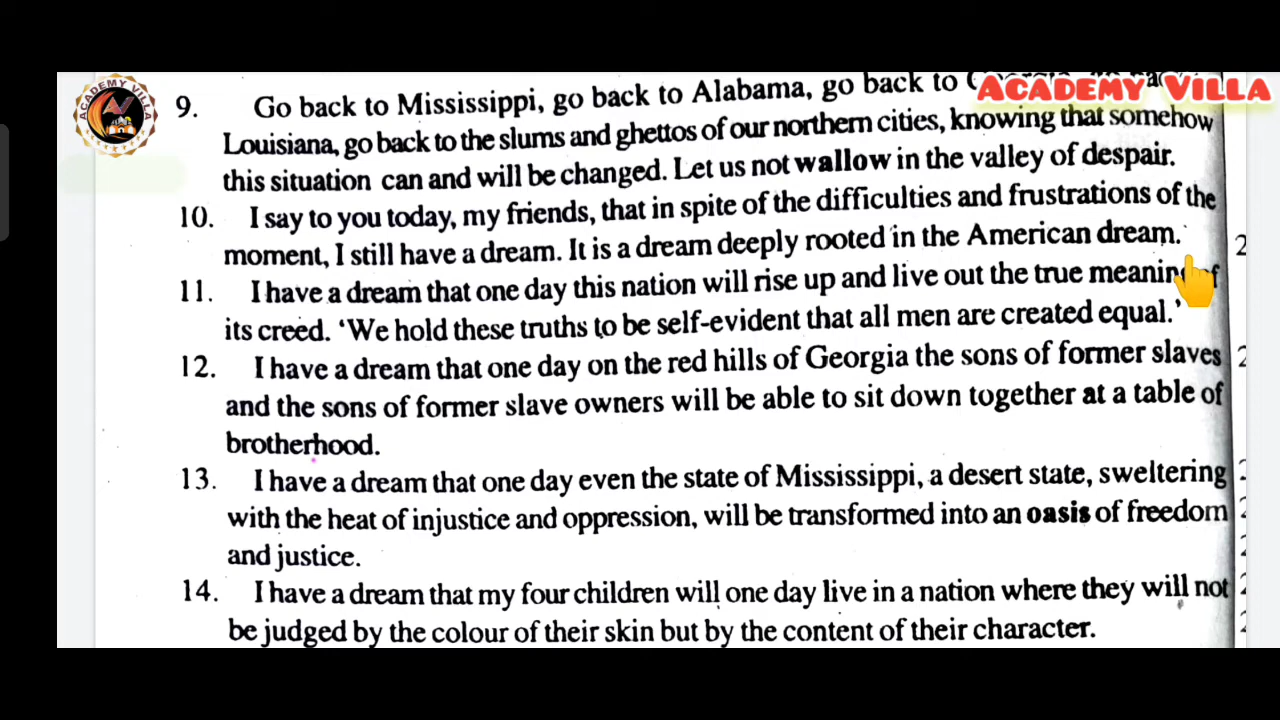 ACADEMY VILLA
ACADEMY VILLA
9. Go back to Mississippi, go back to Alabama, go back to
Louisiana, go back to the slums and ghettos of our northern cities, knowing that somehow
this situation can and will be changed. Let us not wallow in the valley of despair.
10. I say to you today, my friends, that in spite of the difficulties and frustrations of the
moment, I still have a dream. It is a dream deeply rooted in the American dream.
11. I have a dream that one day this nation will rise up and live out the true meaning of
its creed. ‘We hold these truths to be self-evident that all men are created equal.’
12. I have a dream that one day on the red hills of Georgia the sons of former slaves
and the sons of former slave owners will be able to sit down together at a table of
brotherhood.
13. I have a dream that one day even the state of Mississippi, a desert state, sweltering
with the heat of injustice and oppression, will be transformed into an oasis of freedom
and justice.
14. I have a dream that my four children will one day live in a nation where they will not
be judged by the colour of their skin but by the content of their character.